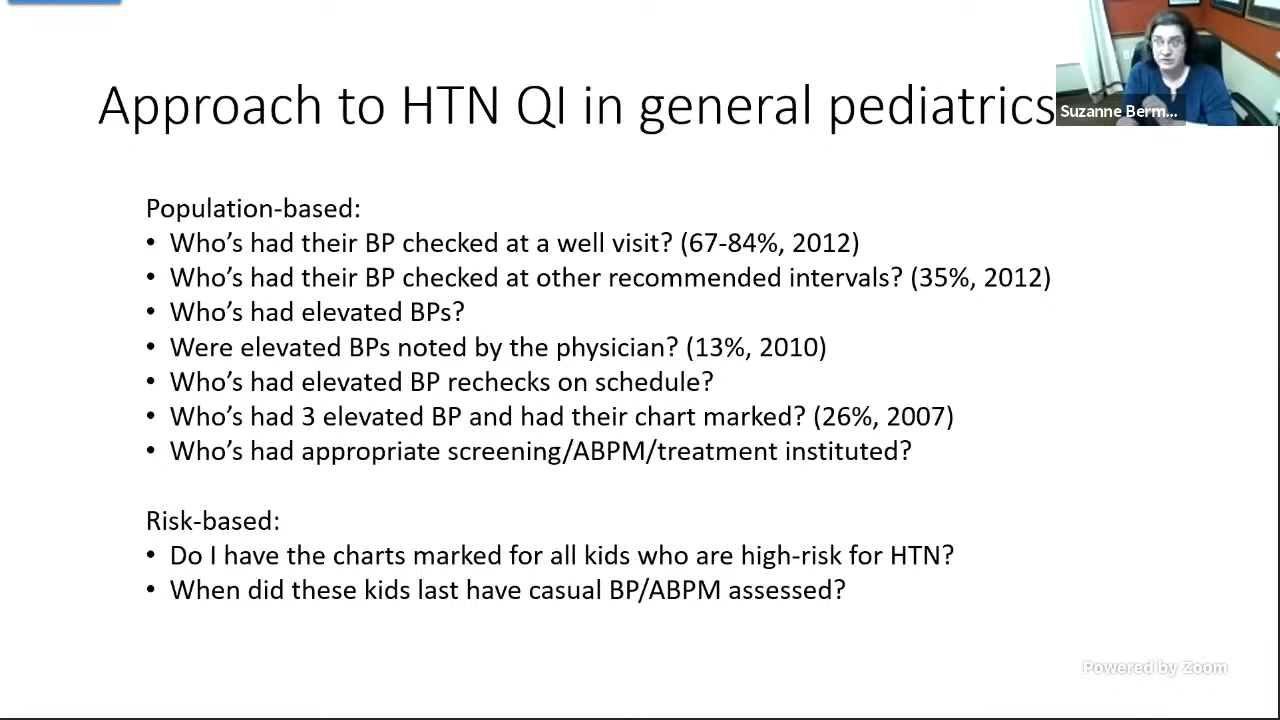 Approach to HTN QI in general pediatrics
Suzanne Berm...
Population-based:
• Who’s had their BP checked at a well visit? (67-84%, 2012)
• Who’s had their BP checked at other recommended intervals? (35%, 2012)
• Who’s had elevated BPs?
• Were elevated BPs noted by the physician? (13%, 2010)
• Who’s had elevated BP rechecks on schedule?
• Who’s had 3 elevated BP and had their chart marked? (26%, 2007)
• Who’s had appropriate screening/ABPM/treatment instituted?
Risk-based:
• Do I have the charts marked for all kids who are high-risk for HTN?
• When did these kids last have casual BP/ABPM assessed?
Powered by Zoom